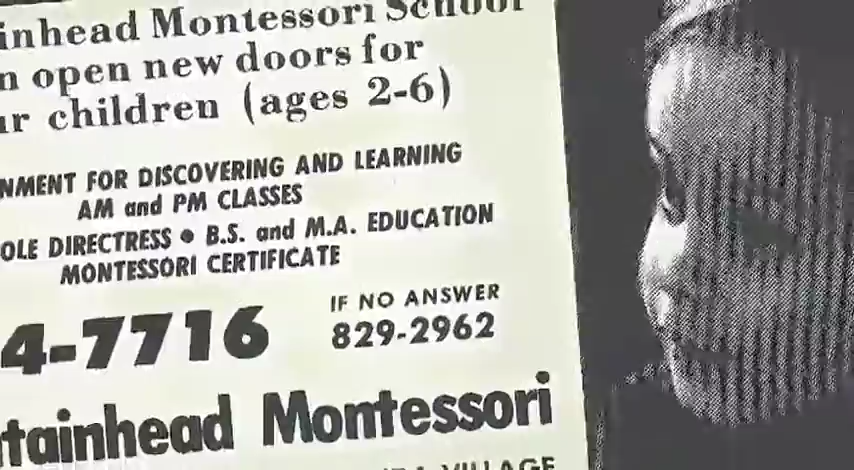 inhead Montessori School
n open new doors for
ur children (ages 2-6)
NMENT FOR DISCOVERING AND LEARNING
AM and PM CLASSES
OLE DIRECTRESS • B.S. and M.A. EDUCATION
MONTESSORI CERTIFICATE
4-7716
IF NO ANSWER
829-2962
tainhead Montessori
VILLAGE